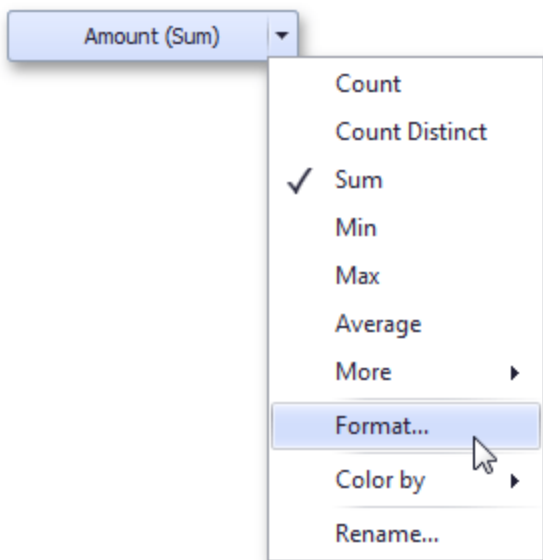 Amount (Sum)
Count
Count Distinct
Sum
Min
Max
Average
More
Format...
Color by
Rename...